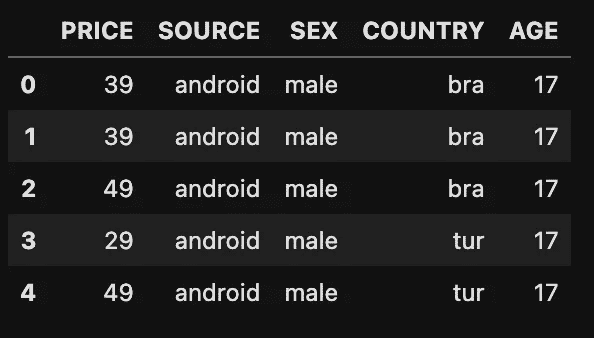 PRICE SOURCE SEX COUNTRY AGE
0 39 android male bra 17
1 39 android male bra 17
2 49 android male bra 17
3 29 android male tur 17
4 49 android male tur 17